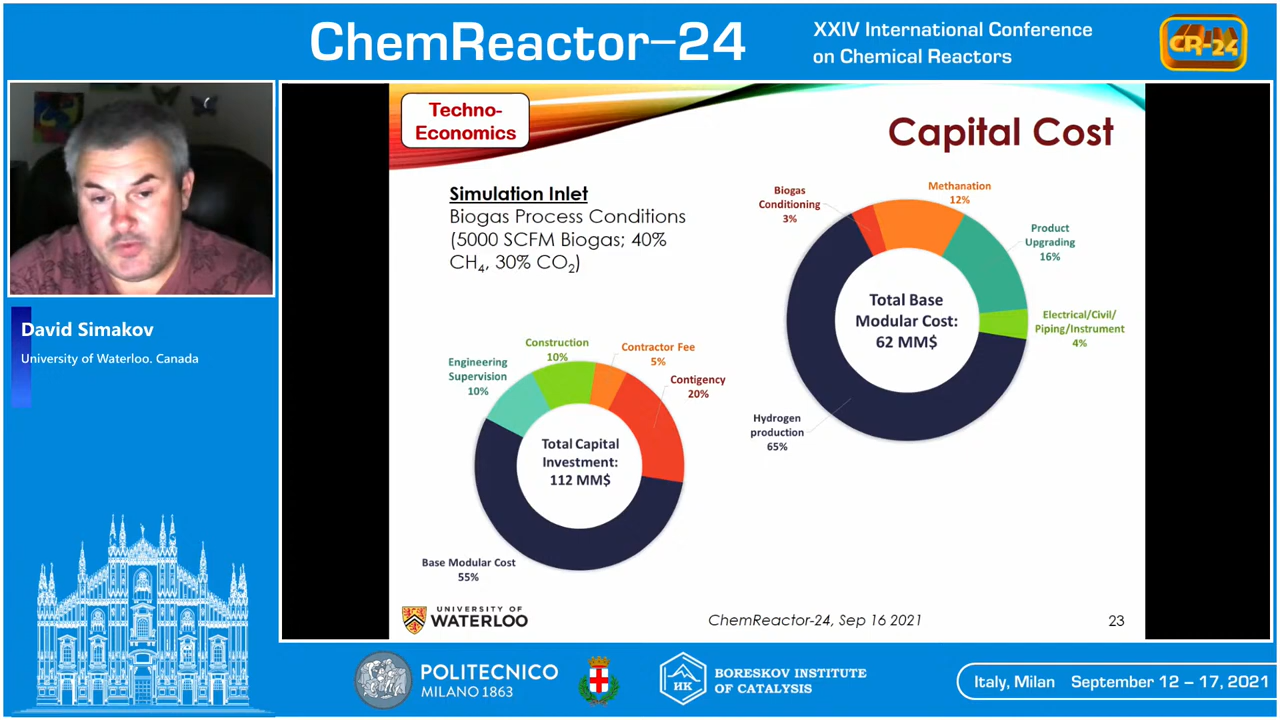 ChemReactor–24
XXIV International Conference
on Chemical Reactors
CR-24
David Simakov
University of Waterloo. Canada
Techno-
Economics
Capital Cost
Simulation Inlet
Biogas Process Conditions
(5000 SCFM Biogas; 40%
CH₄, 30% CO₂)
Biogas
Conditioning
3%
Methanation
12%
Product
Upgrading
16%
Electrical/Civil/
Piping/Instrument
4%
Hydrogen
production
65%
Total Base
Modular Cost:
62 MM$
Engineering
Supervision
10%
Construction
10%
Contractor Fee
5%
Contigency
20%
Total Capital
Investment:
112 MM$
Base Modular Cost
55%
UNIVERSITY OF
WATERLOO
ChemReactor-24, Sep 16 2021
23
POLITECNICO
MILANO 1863
НК
BORESKOV INSTITUTE
OF CATALYSIS
Italy, Milan September 12 – 17, 2021